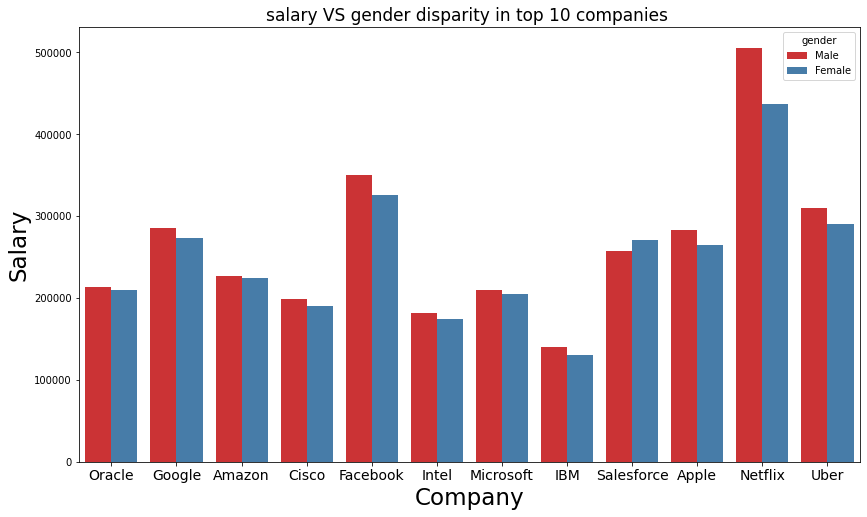 salary VS gender disparity in top 10 companies
gender
Male
Female
Salary
500000
400000
300000
200000
100000
0
Oracle Google Amazon Cisco Facebook Intel Microsoft IBM Salesforce Apple Netflix Uber
Company